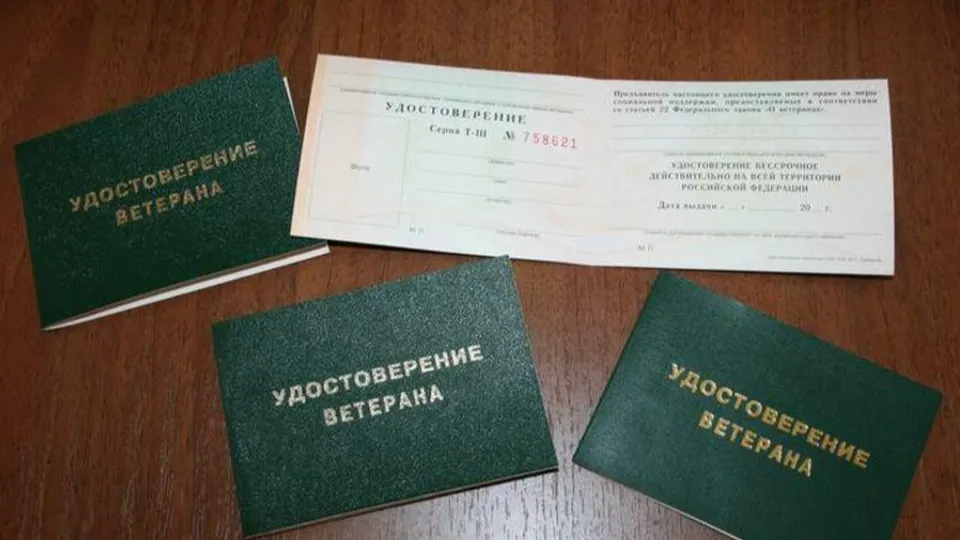 УДОСТОВЕРЕНИЕ
ВЕТЕРАНА
УДОСТОВЕРЕНИЕ
Серия Т-III № 758621
Фото
М.П.
Предъявитель настоящего удостоверения имеет право на меры
социальной поддержки, предоставляемые в соответствии
со статьей 22 Федерального закона «О ветеранах».
УДОСТОВЕРЕНИЕ БЕССРОЧНОЕ
ДЕЙСТВИТЕЛЬНО НА ВСЕЙ ТЕРРИТОРИИ
РОССИЙСКОЙ ФЕДЕРАЦИИ
Дата выдачи « » 20 г.
М.П.
УДОСТОВЕРЕНИЕ
ВЕТЕРАНА
УДОСТОВЕРЕНИЕ
ВЕТЕРАНА